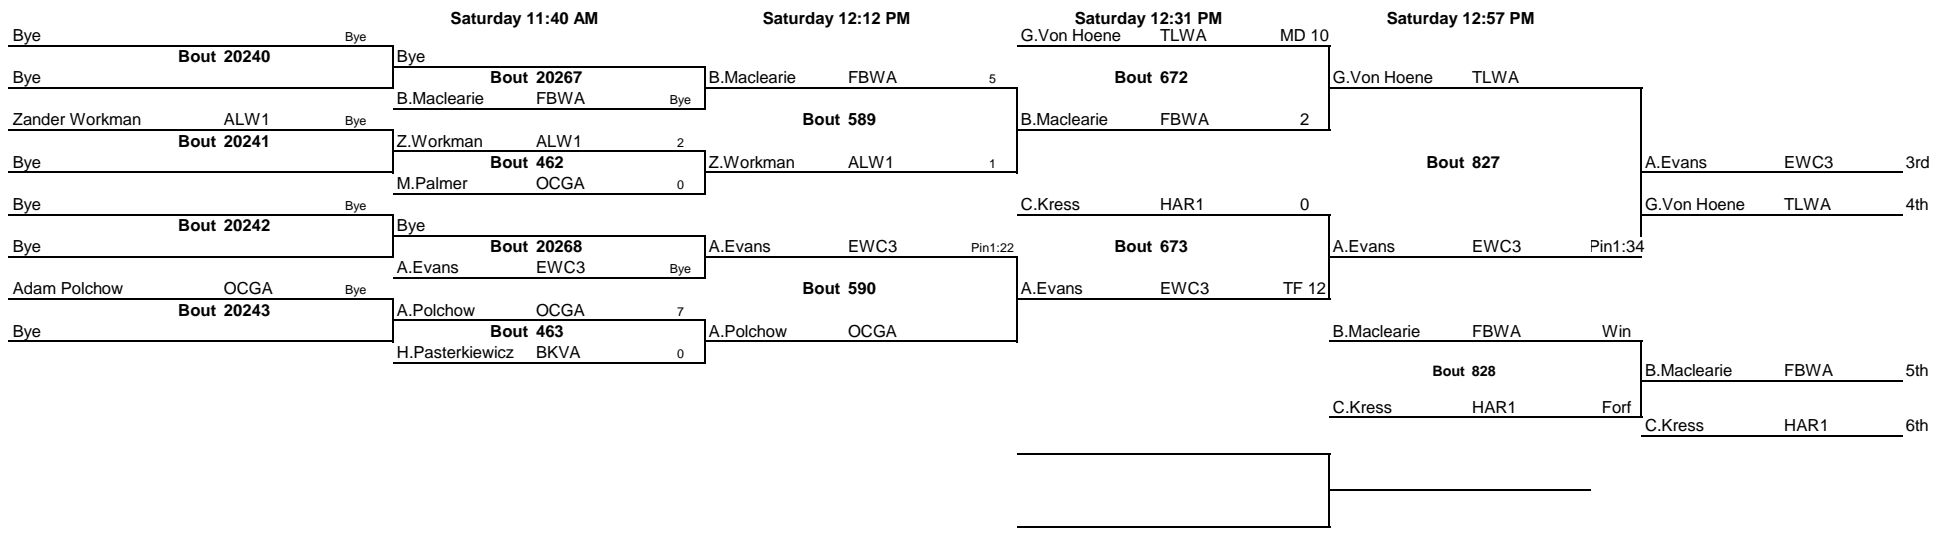 Saturday 11:40 AM Saturday 12:12 PM Saturday 12:31 PM Saturday 12:57 PM
Bye Bye G.Von Hoene TLWA MD 10
Bout 20240 Bye
Bye Bout 20267 B.Maclearie FBWA 5 Bout 672 G.Von Hoene TLWA
B.Maclearie FBWA Bye
Zander Workman ALW1 Bye Bout 589 B.Maclearie FBWA 2
Bout 20241 Z.Workman ALW1 2
Bye Bout 462 Z.Workman ALW1 1 Bout 827 A.Evans EWC3 3rd
M.Palmer OCGA 0
Bye Bye C.Kress HAR1 0 G.Von Hoene TLWA 4th
Bout 20242 Bye
Bye Bout 20268 A.Evans EWC3 Pin1:22 Bout 673 A.Evans EWC3 Pin1:34
A.Evans EWC3 Bye
Adam Polchow OCGA Bye Bout 590 A.Evans EWC3 TF 12
Bout 20243 A.Polchow OCGA 7
Bye Bout 463 A.Polchow OCGA B.Maclearie FBWA Win
H.Pasterkiewicz BKVA 0
Bout 828 B.Maclearie FBWA 5th
C.Kress HAR1 Forf
C.Kress HAR1 6th